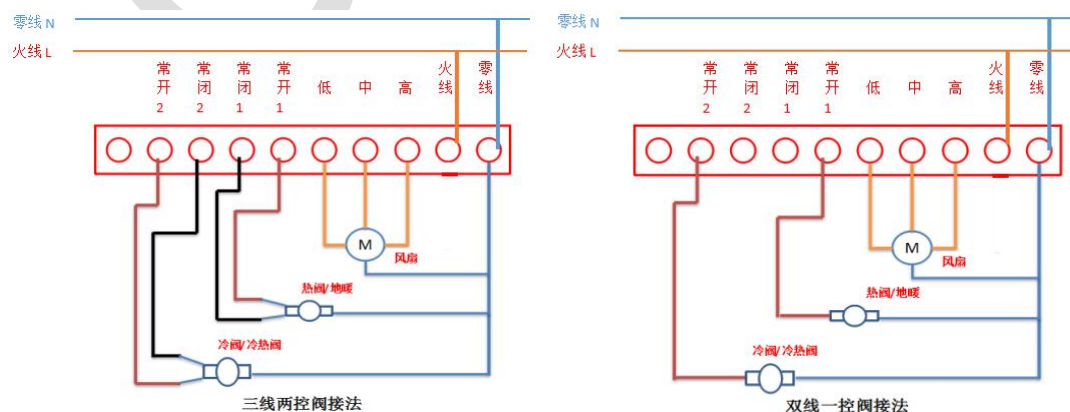 零线 N
火线 L
常开2
常闭2
常闭1
常开1
低
中
高
火线
零线
M
风扇
热阀/地暖
冷阀/冷热阀
三线两控阀接法
零线 N
火线 L
常开2
常闭2
常闭1
常开1
低
中
高
火线
零线
M
风扇
热阀/地暖
冷阀/冷热阀
双线一控阀接法